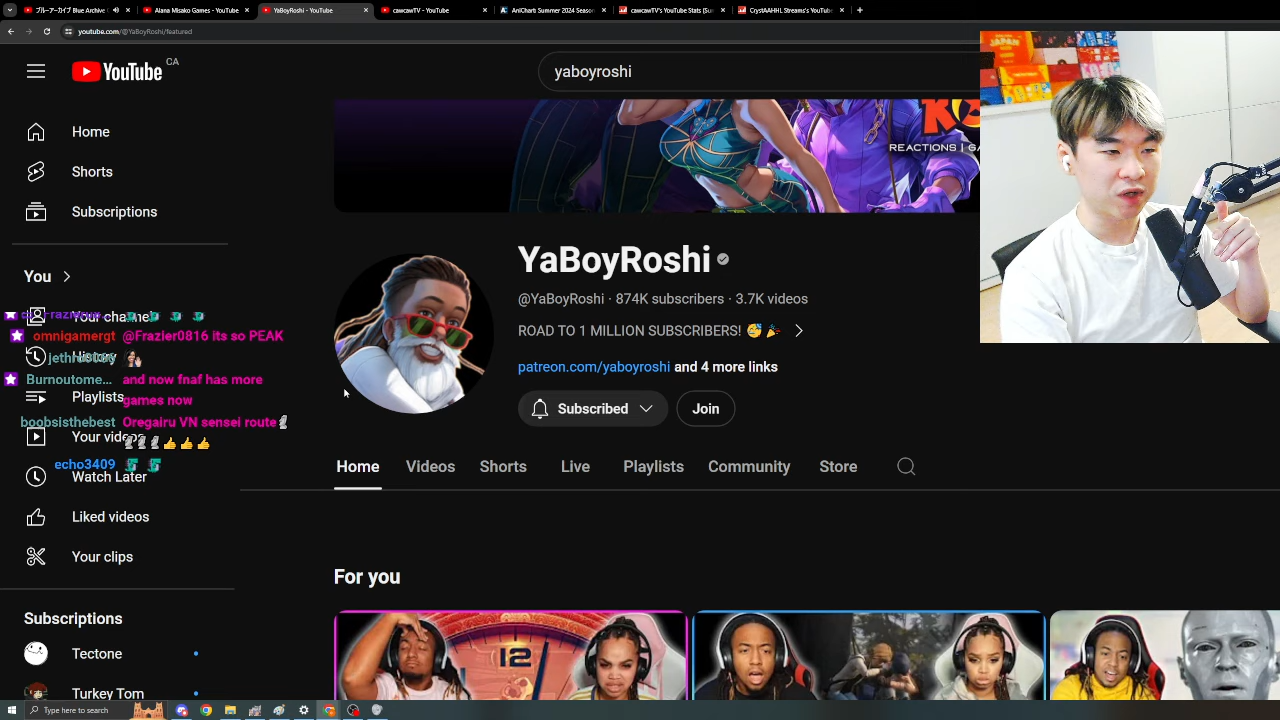 ブルーアーカイブ Blue Archive (
Alana Misako Games - YouTube
YaBoyRoshi - YouTube
cawcawTV - YouTube
AniChart: Summer 2024 Seaso
cawcawTV's YouTube Stats (Su
CrystAAHHL Streams's YouTub
youtube.com/@YaBoyRoshi/featured
YouTube
CA
yaboyroshi
JAPAN
REACTIONS | GA
Home
Shorts
Subscriptions
You
Your channel
History
Playlists
Your videos
Watch Later
Liked videos
Your clips
Subscriptions
Tectone
Turkey Tom
omnigamergt @Frazier0816 its so PEAK
Burnoutome... and now fnaf has more
games now
boobsisthebest Oregairu VN sensei route
echo3409
YaBoyRoshi
@YaBoyRoshi · 874K subscribers · 3.7K videos
ROAD TO 1 MILLION SUBSCRIBERS! 🥳 🎉
patreon.com/yaboyroshi and 4 more links
Subscribed
Join
Home
Videos
Shorts
Live
Playlists
Community
Store
For you
12
Type here to search